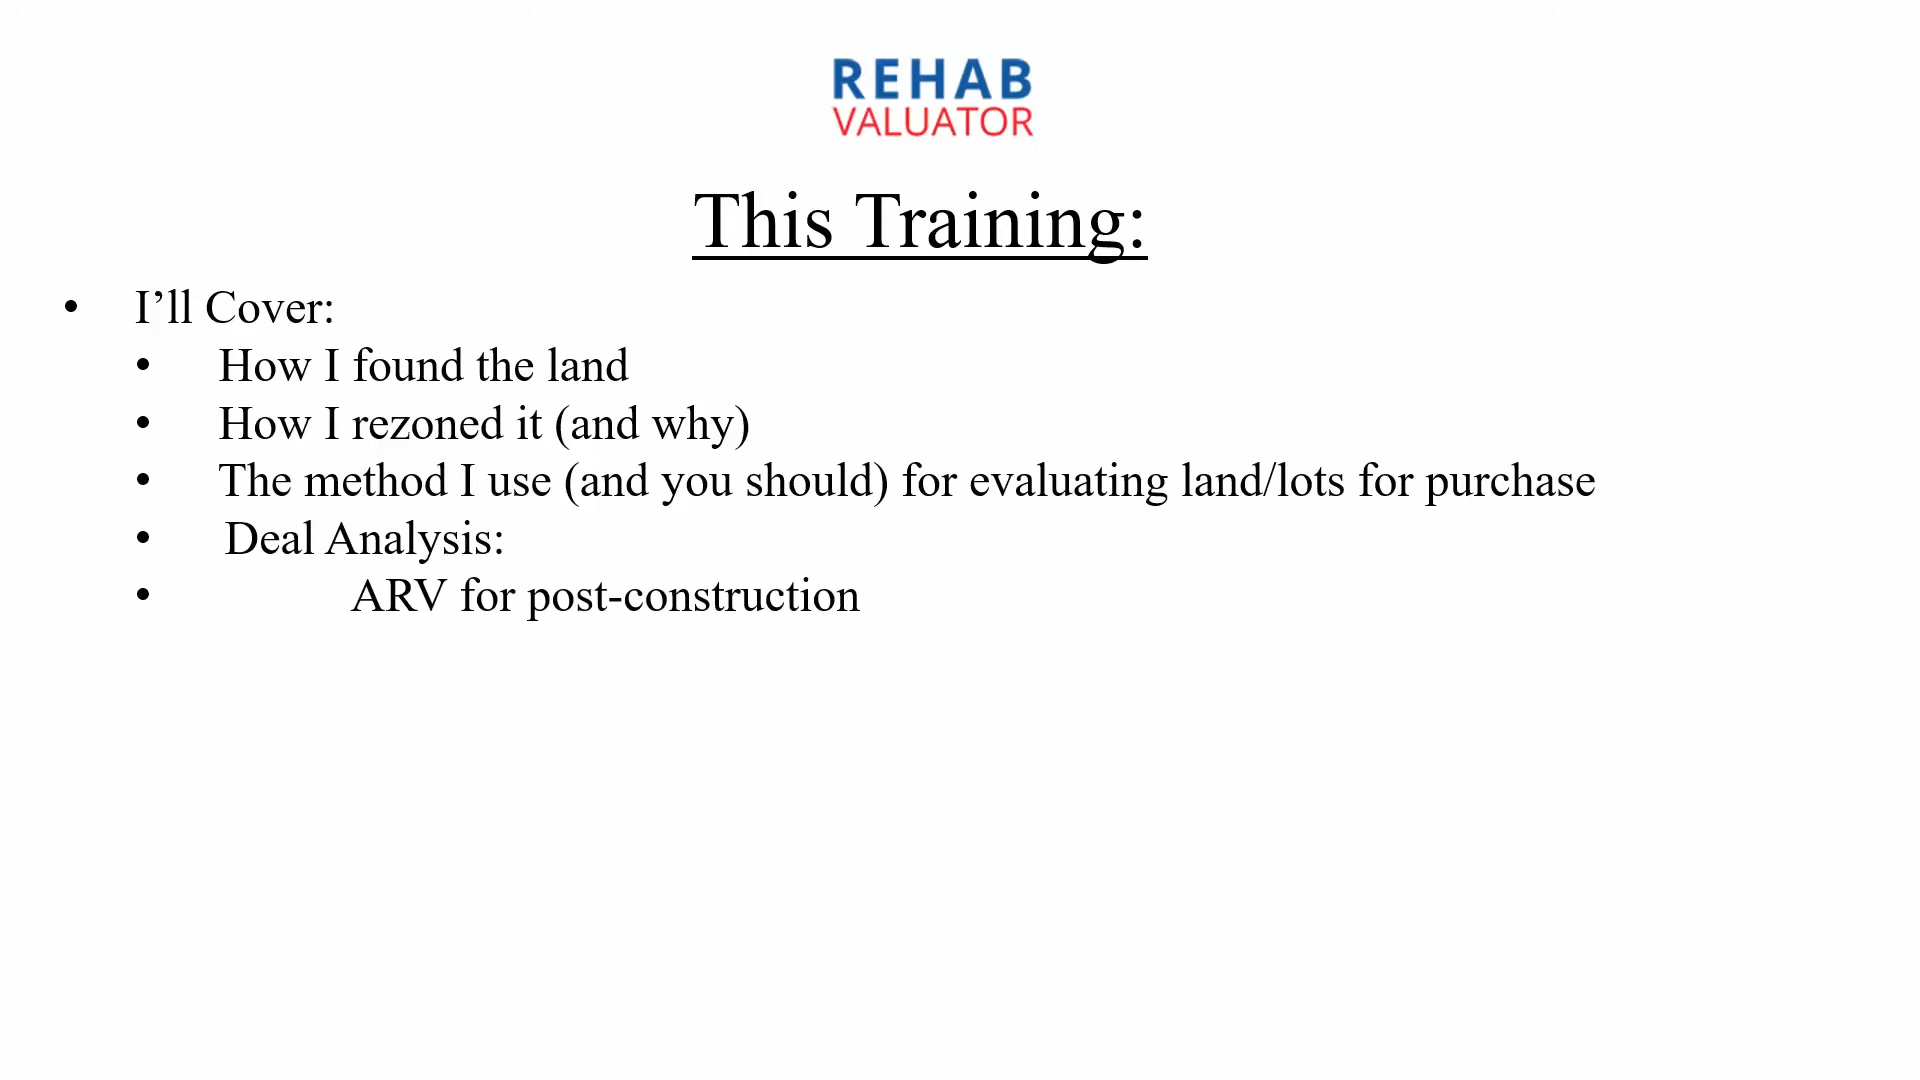 REHAB
VALUATOR
This Training:
• I’ll Cover:
• How I found the land
• How I rezoned it (and why)
• The method I use (and you should) for evaluating land/lots for purchase
• Deal Analysis:
• ARV for post-construction